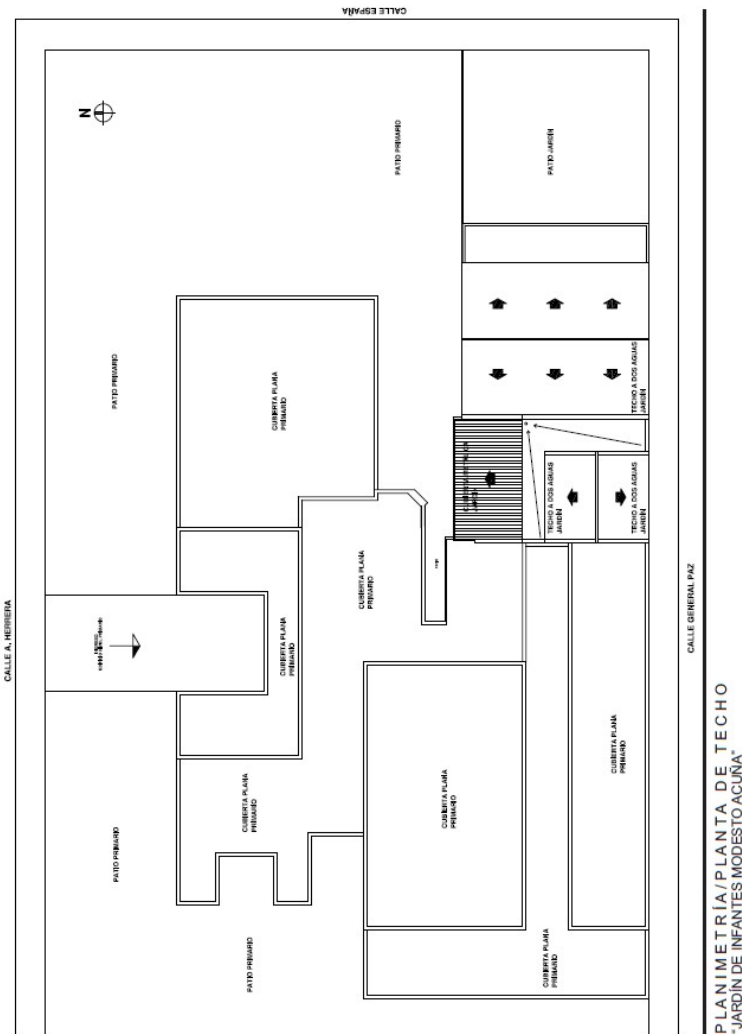 CALLE ESPAÑA
N
PATIO PRIMARIO
PATIO JARDÍN
PATIO PRIMARIO
CUBIERTA PLANA
PRIMARIO
TECHO A DOS AGUAS
JARDÍN
TECHO A DOS AGUAS
JARDÍN
TECHO A DOS AGUAS
JARDÍN
CUBIERTA PLANA
PRIMARIO
CALLE A, HERRERA
CUBIERTA PLANA
PRIMARIO
CALLE GENERAL PAZ
CUBIERTA PLANA
PRIMARIO
CUBIERTA PLANA
PRIMARIO
CUBIERTA PLANA
PRIMARIO
PATIO PRIMARIO
PATIO PRIMARIO
CUBIERTA PLANA
PRIMARIO
PLANIMETRÍA/PLANTA DE TECHO
"JARDÍN DE INFANTES MODESTO ACUÑA"